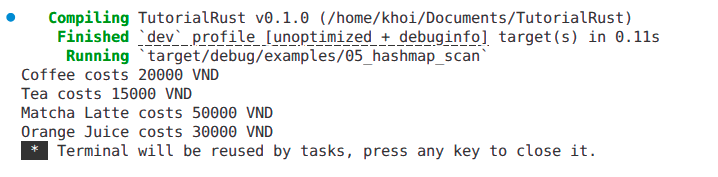 Compiling TutorialRust v0.1.0 (/home/khoi/Documents/TutorialRust)
Finished `dev` profile [unoptimized + debuginfo] target(s) in 0.11s
Running `target/debug/examples/05_hashmap_scan`
Coffee costs 20000 VND
Tea costs 15000 VND
Matcha Latte costs 50000 VND
Orange Juice costs 30000 VND
* Terminal will be reused by tasks, press any key to close it.